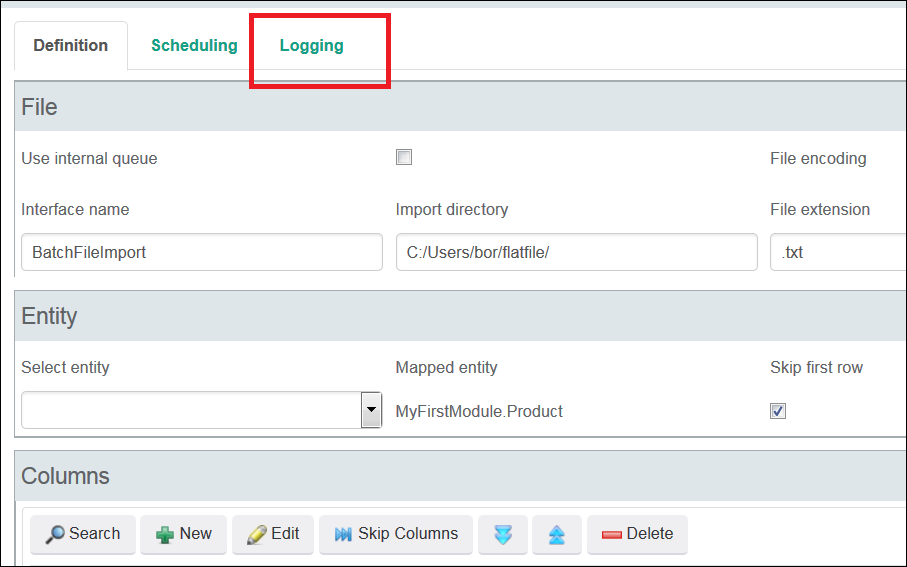 Definition Scheduling Logging
File
Use internal queue File encoding
Interface name Import directory File extension
BatchFileImport C:/Users/bor/flatfile/ .txt
Entity
Select entity Mapped entity Skip first row
MyFirstModule.Product
Columns
Search New Edit Skip Columns Delete